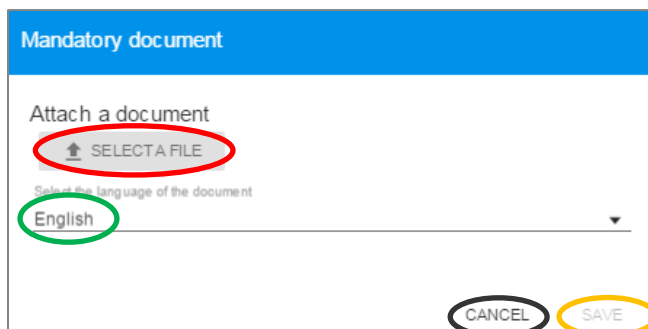 Mandatory document
Attach a document
SELECT A FILE
Select the language of the document
English
CANCEL SAVE